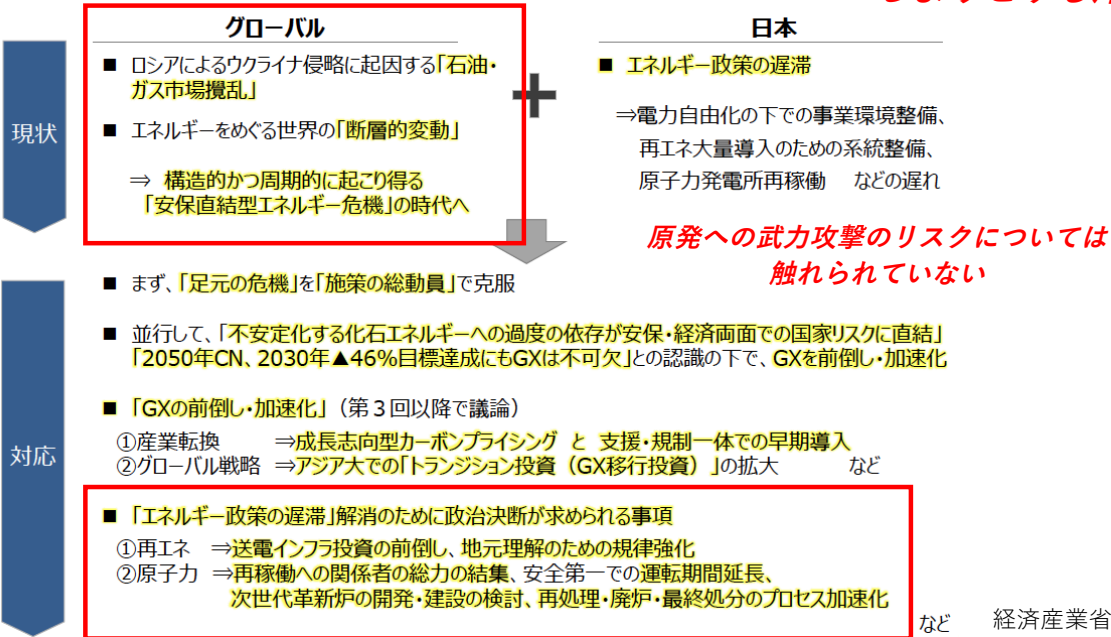 グローバル
日本
現状
■ ロシアによるウクライナ侵略に起因する「石油・
ガス市場攪乱」
■ エネルギーをめぐる世界の「断層的変動」
⇒ 構造的かつ周期的に起こり得る
「安保直結型エネルギー危機」の時代へ
+
■ エネルギー政策の遅滞
⇒電力自由化の下での事業環境整備、
再エネ大量導入のための系統整備、
原子力発電所再稼働 などの遅れ
原発への武力攻撃のリスクについては
触れられていない
対応
■ まず、「足元の危機」を「施策の総動員」で克服
■ 並行して、「不安定化する化石エネルギーへの過度の依存が安保・経済両面での国家リスクに直結」
「2050年CN、2030年▲46%目標達成にもGXは不可欠」との認識の下で、GXを前倒し・加速化
■ 「GXの前倒し・加速化」（第３回以降で議論）
①産業転換 ⇒成長志向型カーボンプライシング と 支援・規制一体での早期導入
②グローバル戦略 ⇒アジア大での「トランジション投資（GX移行投資）」の拡大 など
■ 「エネルギー政策の遅滞」解消のために政治決断が求められる事項
①再エネ ⇒送電インフラ投資の前倒し、地元理解のための規律強化
②原子力 ⇒再稼働への関係者の総力の結集、安全第一での運転期間延長、
次世代革新炉の開発・建設の検討、再処理・廃炉・最終処分のプロセス加速化
など
経済産業省